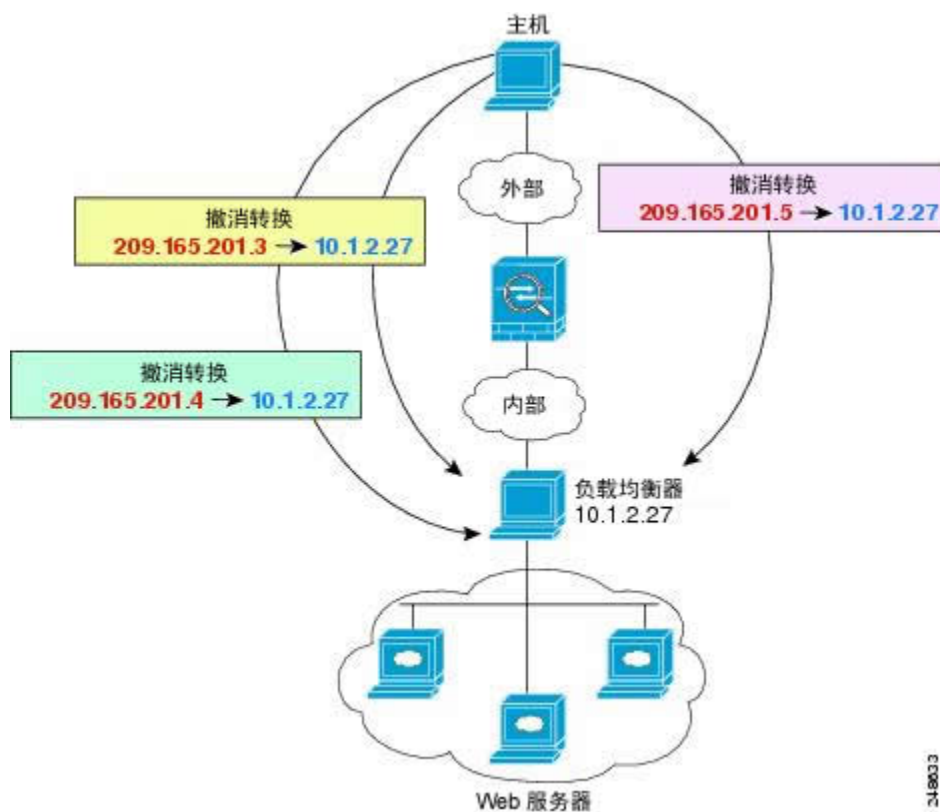 主机
外部
撤消转换
209.165.201.5 → 10.1.2.27
撤消转换
209.165.201.3 → 10.1.2.27
撤消转换
209.165.201.4 → 10.1.2.27
内部
负载均衡器
10.1.2.27
Web 服务器
248633